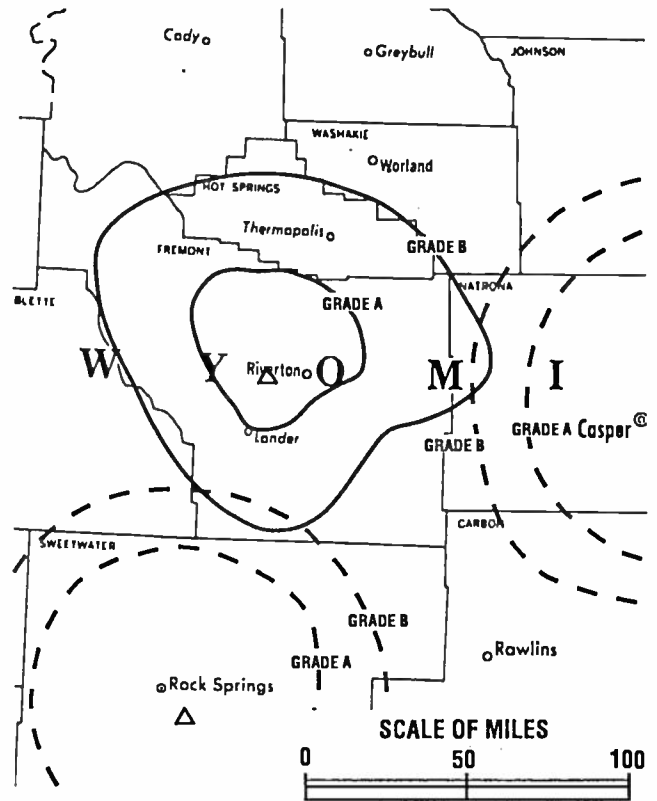 Cody
Greybull
JOHNSON
WASHAKIE
Worland
HOT SPRINGS
Thermopolis
FREMONT
GRADE B
NATRONA
BLETTE
GRADE A
W Y O M I
Riverton
GRADE A Casper
Lander
GRADE B
CARBON
SWEETWATER
GRADE B
Rawlins
GRADE A
Rock Springs
SCALE OF MILES
0 50 100